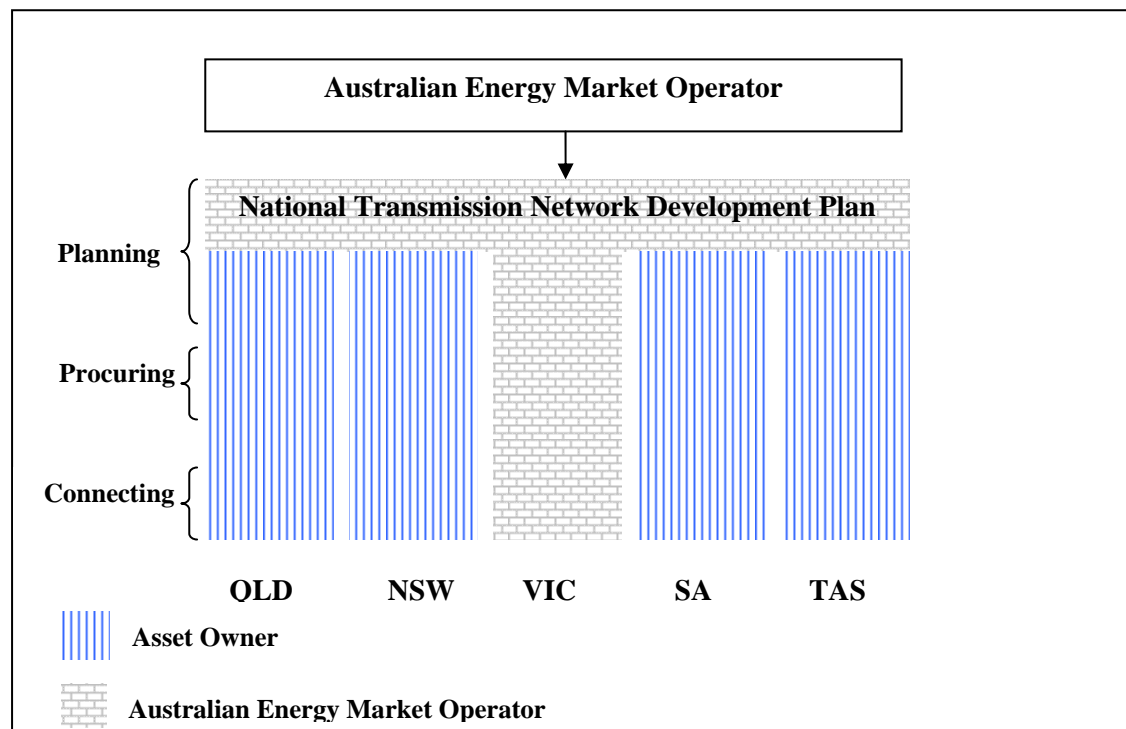 Australian Energy Market Operator
National Transmission Network Development Plan
Planning
Procuring
Connecting
QLD NSW VIC SA TAS
Asset Owner
Australian Energy Market Operator